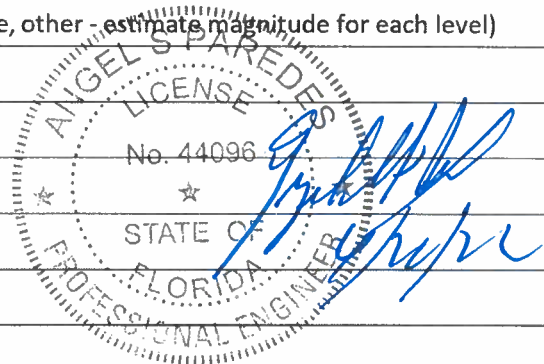 e, other - estimate magnitude for each level)
ANGEL S PAREDES
LICENSE
No. 44096
STATE OF
FLORIDA
PROFESSIONAL ENGINEER